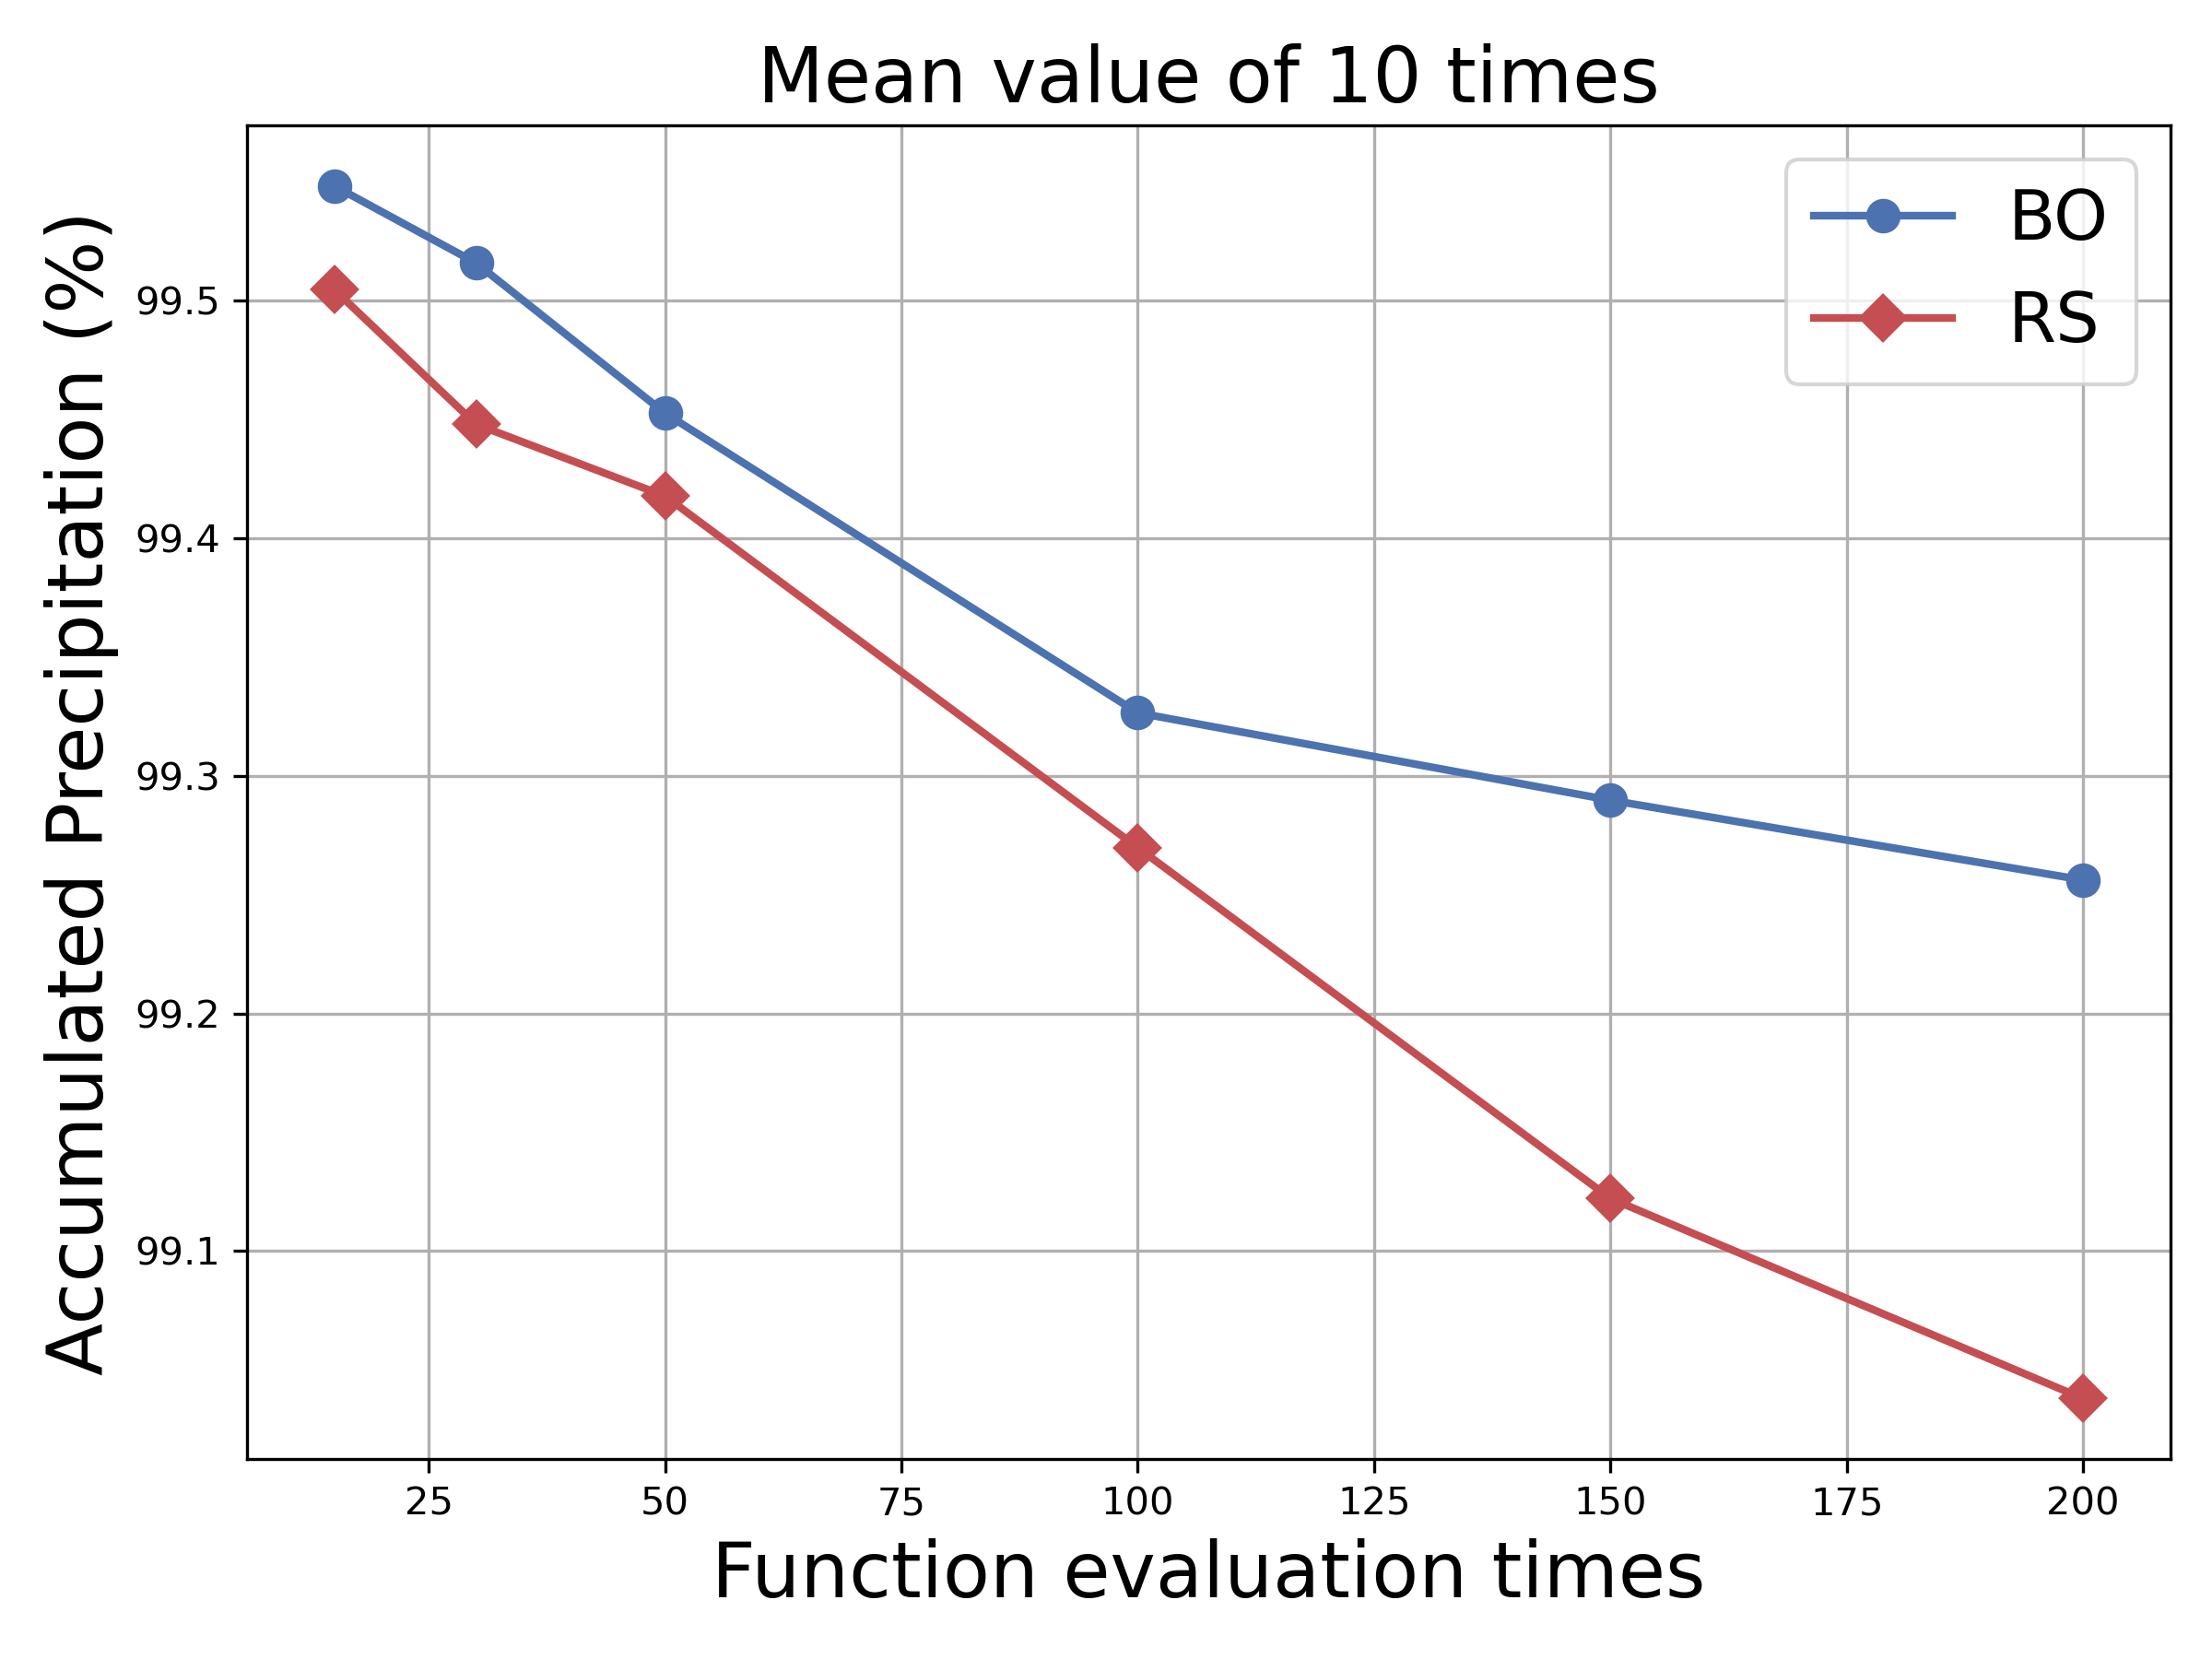 Mean value of 10 times
BO
RS
Accumulated Precipitation (%)
99.5
99.4
99.3
99.2
99.1
25 50 75 100 125 150 175 200
Function evaluation times